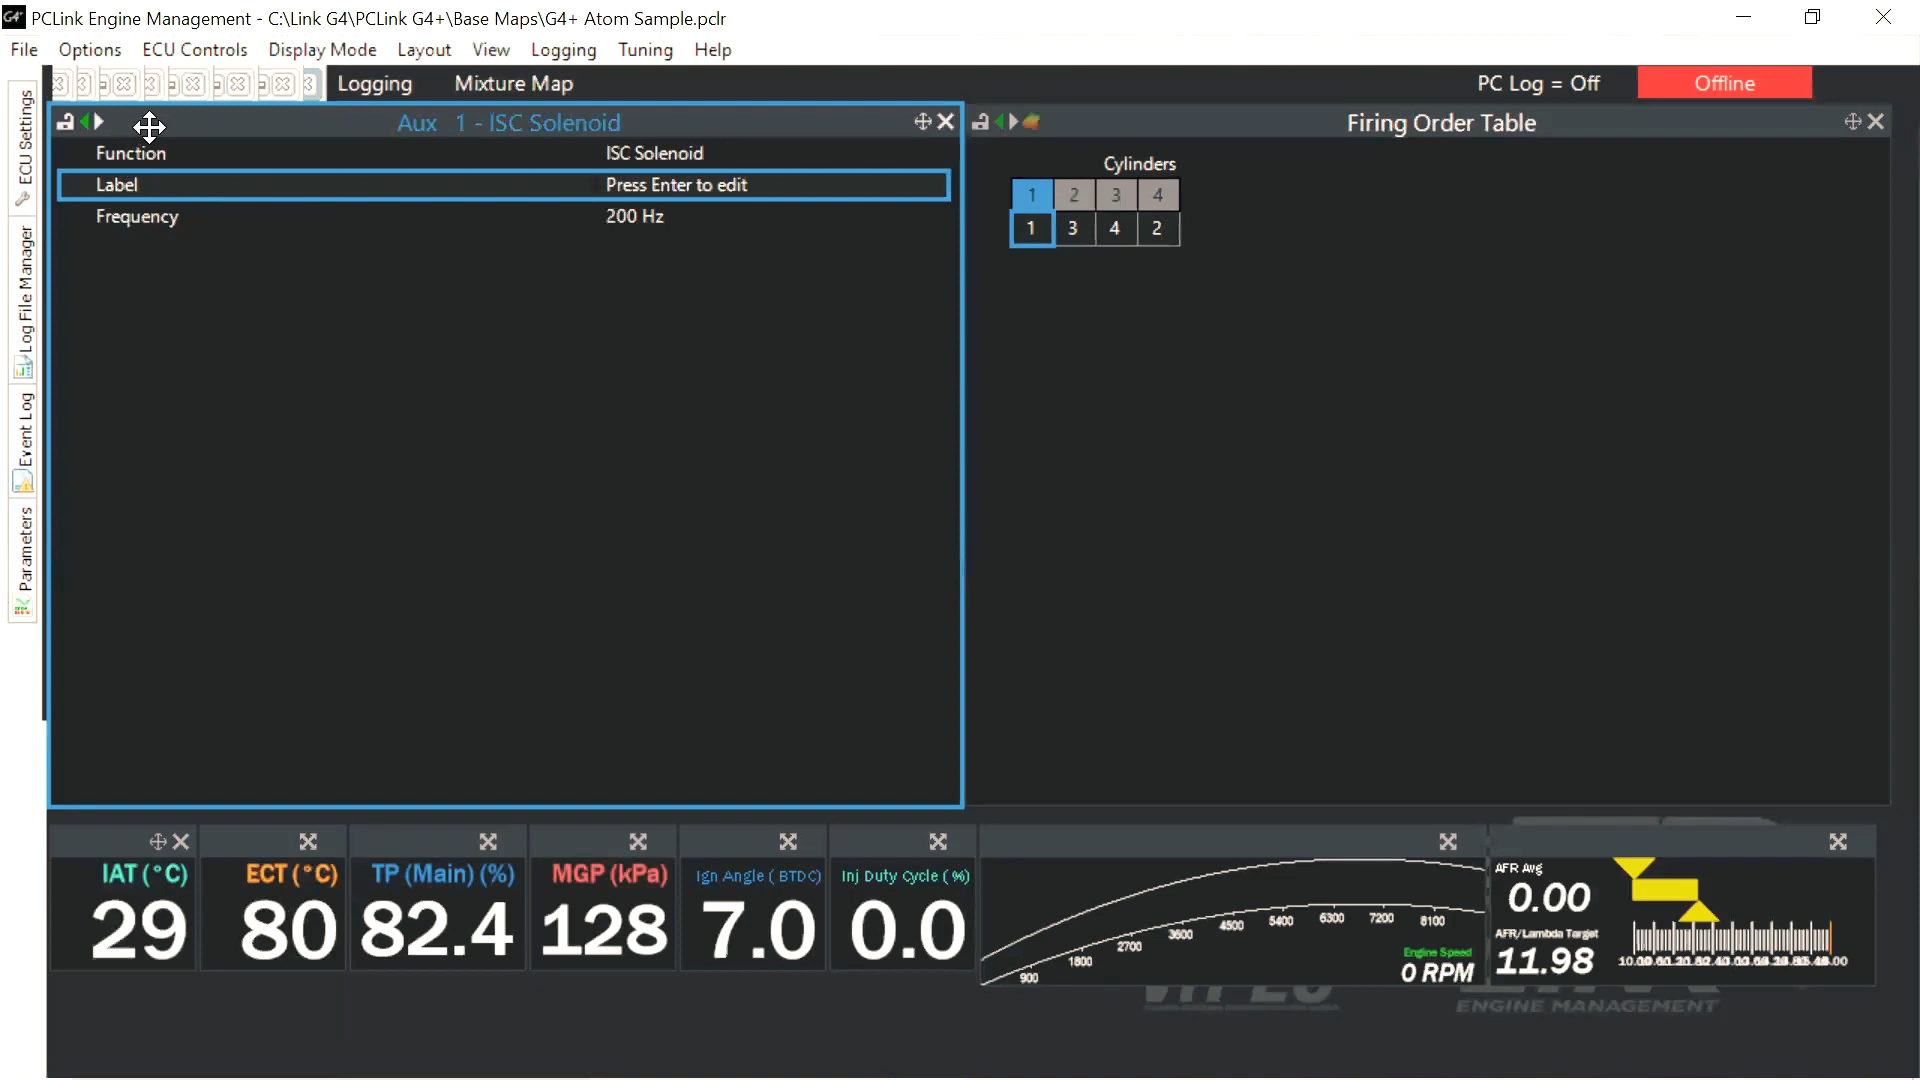 PCLink Engine Management - C:\Link G4\PCLink G4+\Base Maps\G4+ Atom Sample.pclr
File Options ECU Controls Display Mode Layout View Logging Tuning Help
Logging Mixture Map PC Log = Off Offline
ECU Settings
Log File Manager
Event Log
Parameters
Aux 1 - ISC Solenoid
Function ISC Solenoid
Label Press Enter to edit
Frequency 200 Hz
Firing Order Table
Cylinders
1 2 3 4
1 3 4 2
IAT (°C)
29
ECT (°C)
80
TP (Main) (%)
82.4
MGP (kPa)
128
Ign Angle ( BTDC)
7.0
Inj Duty Cycle (%)
0.0
900 1800 2700 3600 4500 5400 6300 7200 8100
Engine Speed
0 RPM
AFR Avg
0.00
AFR/Lambda Target
11.98
ENGINE MANAGEMENT